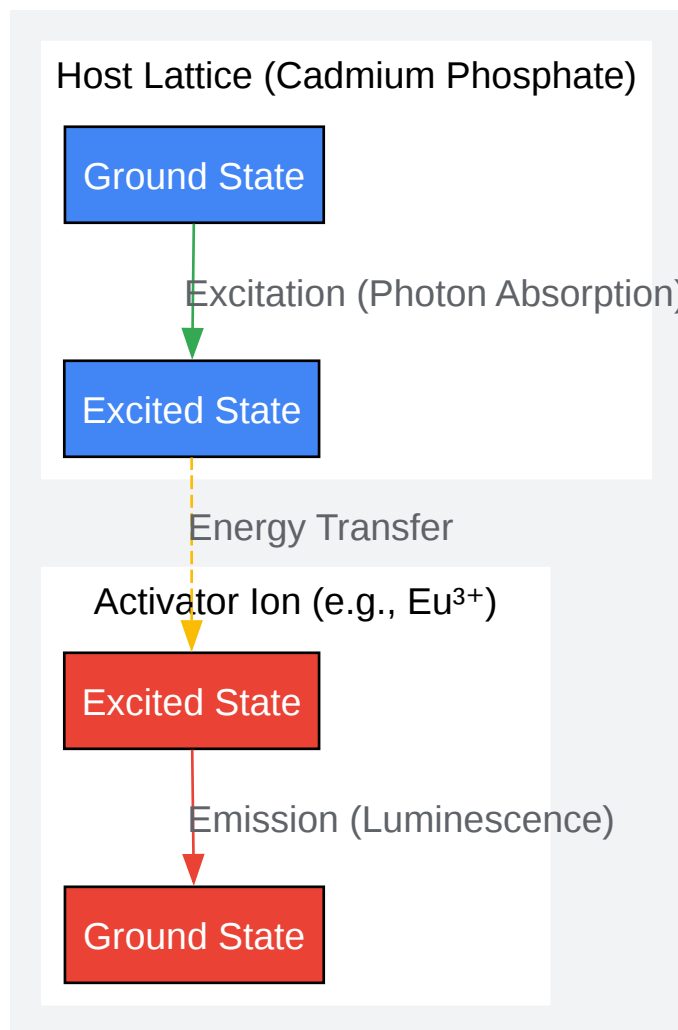 Host Lattice (Cadmium Phosphate)
Ground State
Excitation (Photon Absorption)
Excited State
Energy Transfer
Activator Ion (e.g., Eu³⁺)
Excited State
Emission (Luminescence)
Ground State